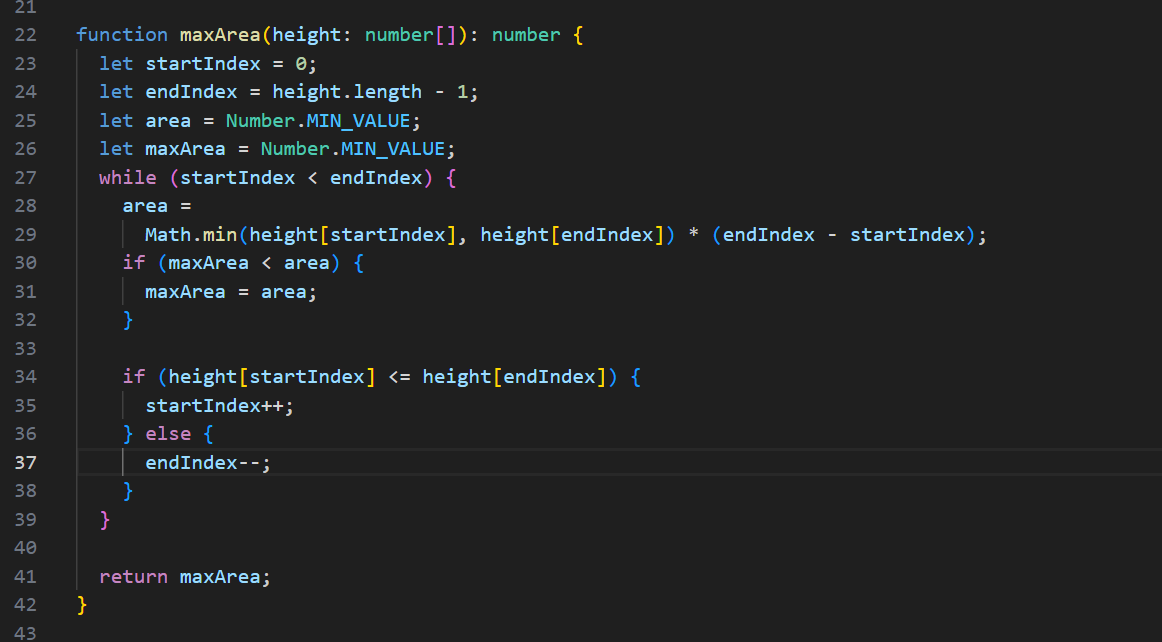 21
22 function maxArea(height: number[]): number {
23   let startIndex = 0;
24   let endIndex = height.length - 1;
25   let area = Number.MIN_VALUE;
26   let maxArea = Number.MIN_VALUE;
27   while (startIndex < endIndex) {
28     area =
29       Math.min(height[startIndex], height[endIndex]) * (endIndex - startIndex);
30     if (maxArea < area) {
31       maxArea = area;
32     }
33
34     if (height[startIndex] <= height[endIndex]) {
35       startIndex++;
36     } else {
37       endIndex--;
38     }
39   }
40
41   return maxArea;
42 }
43